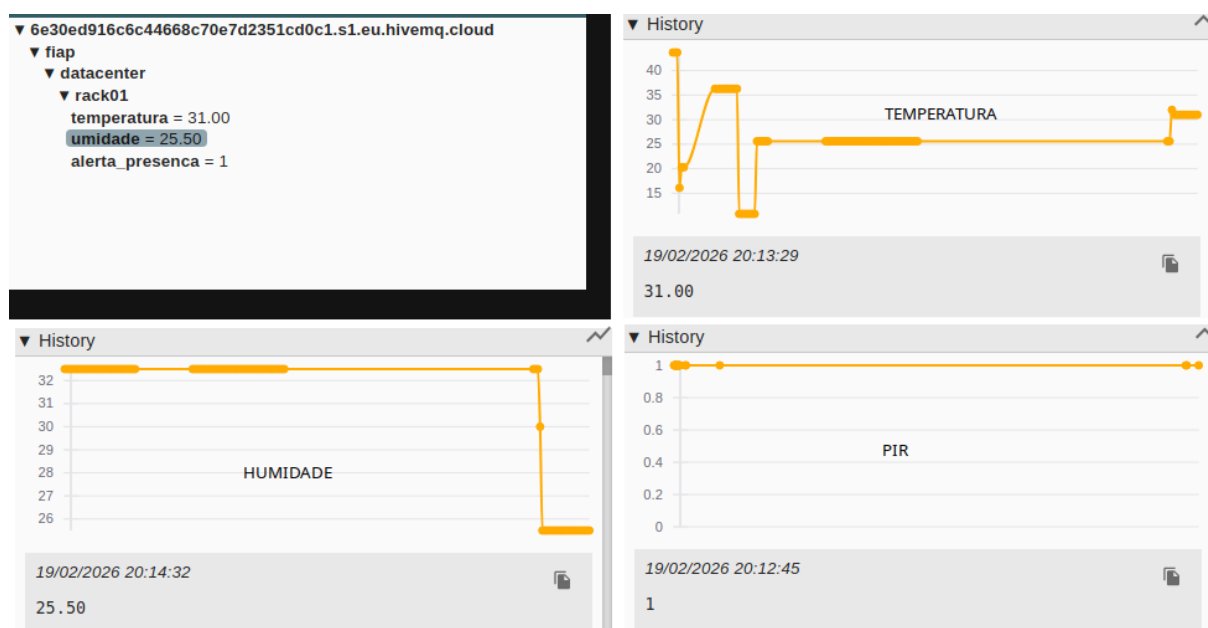 ▼ 6e30ed916c6c44668c70e7d2351cd0c1.s1.eu.hivemq.cloud
▼ fiap
▼ datacenter
▼ rack01
temperatura = 31.00
umidade = 25.50
alerta_presenca = 1
▼ History
40
35
30
25
20
15
TEMPERATURA
19/02/2026 20:13:29
31.00
▼ History
32
31
30
29
28
27
26
HUMIDADE
19/02/2026 20:14:32
25.50
▼ History
1
0.8
0.6
0.4
0.2
0
PIR
19/02/2026 20:12:45
1